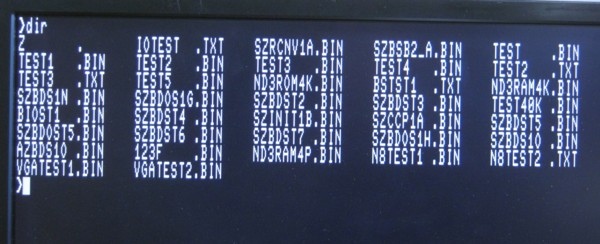 >dir
Z       .    IOTEST  .TXT SZRCNV1A.BIN SZBSB2_A.BIN TEST    .BIN
TEST1   .BIN TEST2   .BIN TEST3   .BIN TEST4   .BIN TEST2   .TXT
TEST3   .TXT TEST5   .BIN ND3ROM4K.BIN BSTST1  .TXT ND3RAM4K.BIN
SZBDS1N .BIN SZBDOS1G.BIN SZBDST2 .BIN SZBDST3 .BIN TEST40K .BIN
BIOST1  .BIN SZBDST4 .BIN SZINIT1B.BIN SZCCP1A .BIN SZBDST5 .BIN
SZBDOST5.BIN SZBDST6 .BIN SZBDST7 .BIN SZBDOS1H.BIN SZBDS1O .BIN
AZBDS1O .BIN 123F    .BIN ND3RAM4P.BIN N8TEST1 .BIN N8TEST2 .TXT
VGATEST1.BIN VGATEST2.BIN
>